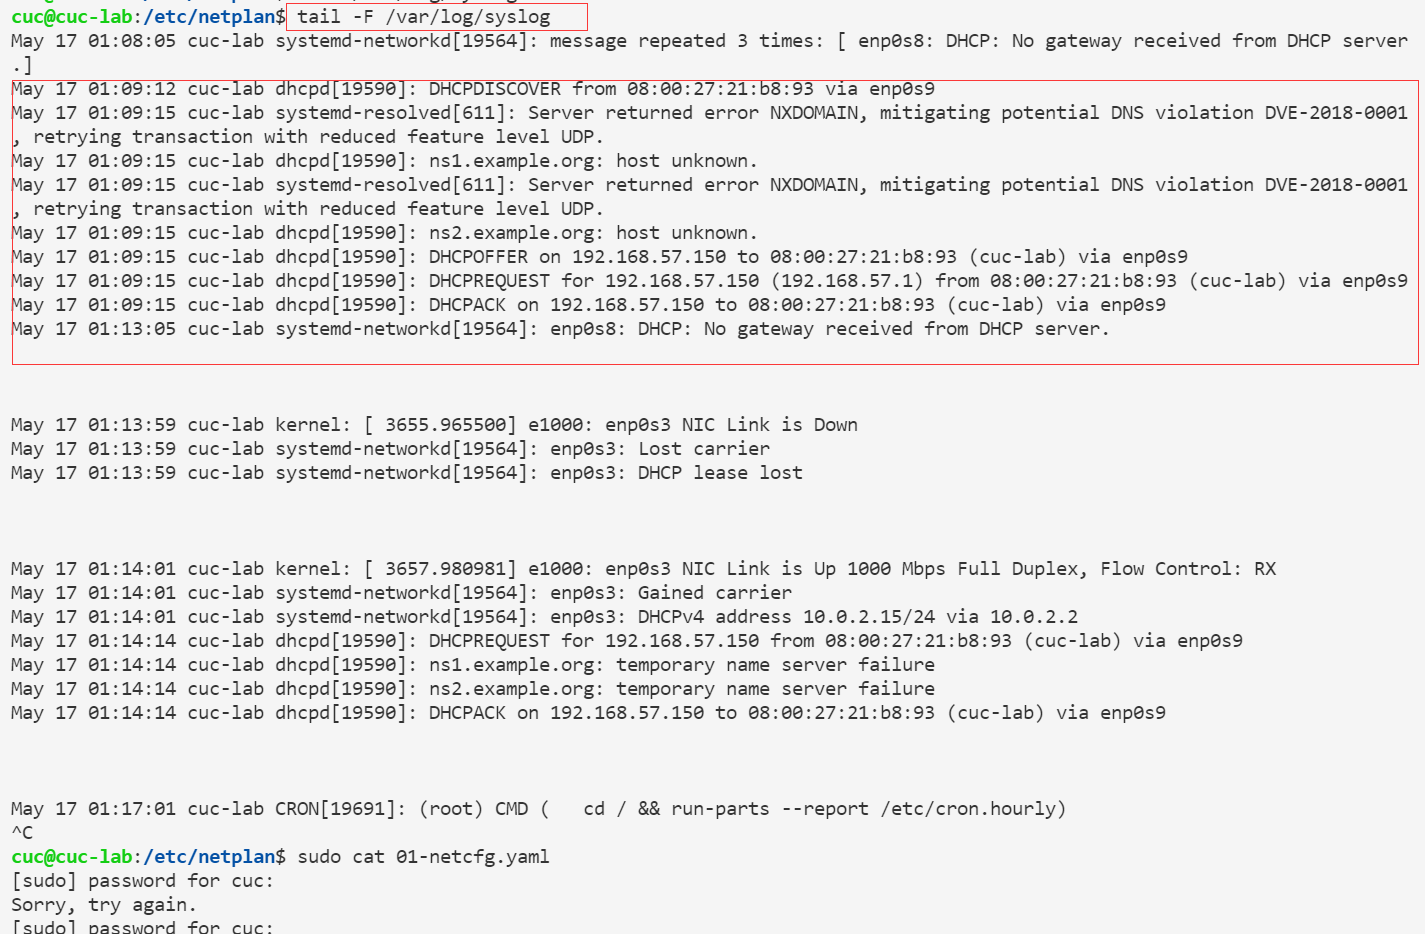 cuc@cuc-lab:/etc/netplan$ tail -F /var/log/syslog
May 17 01:08:05 cuc-lab systemd-networkd[19564]: message repeated 3 times: [ enp0s8: DHCP: No gateway received from DHCP server
.]
May 17 01:09:12 cuc-lab dhcpd[19590]: DHCPDISCOVER from 08:00:27:21:b8:93 via enp0s9
May 17 01:09:15 cuc-lab systemd-resolved[611]: Server returned error NXDOMAIN, mitigating potential DNS violation DVE-2018-0001
, retrying transaction with reduced feature level UDP.
May 17 01:09:15 cuc-lab dhcpd[19590]: ns1.example.org: host unknown.
May 17 01:09:15 cuc-lab systemd-resolved[611]: Server returned error NXDOMAIN, mitigating potential DNS violation DVE-2018-0001
, retrying transaction with reduced feature level UDP.
May 17 01:09:15 cuc-lab dhcpd[19590]: ns2.example.org: host unknown.
May 17 01:09:15 cuc-lab dhcpd[19590]: DHCPOFFER on 192.168.57.150 to 08:00:27:21:b8:93 (cuc-lab) via enp0s9
May 17 01:09:15 cuc-lab dhcpd[19590]: DHCPREQUEST for 192.168.57.150 (192.168.57.1) from 08:00:27:21:b8:93 (cuc-lab) via enp0s9
May 17 01:09:15 cuc-lab dhcpd[19590]: DHCPACK on 192.168.57.150 to 08:00:27:21:b8:93 (cuc-lab) via enp0s9
May 17 01:13:05 cuc-lab systemd-networkd[19564]: enp0s8: DHCP: No gateway received from DHCP server.
May 17 01:13:59 cuc-lab kernel: [ 3655.965500] e1000: enp0s3 NIC Link is Down
May 17 01:13:59 cuc-lab systemd-networkd[19564]: enp0s3: Lost carrier
May 17 01:13:59 cuc-lab systemd-networkd[19564]: enp0s3: DHCP lease lost
May 17 01:14:01 cuc-lab kernel: [ 3657.980981] e1000: enp0s3 NIC Link is Up 1000 Mbps Full Duplex, Flow Control: RX
May 17 01:14:01 cuc-lab systemd-networkd[19564]: enp0s3: Gained carrier
May 17 01:14:01 cuc-lab systemd-networkd[19564]: enp0s3: DHCPv4 address 10.0.2.15/24 via 10.0.2.2
May 17 01:14:14 cuc-lab dhcpd[19590]: DHCPREQUEST for 192.168.57.150 from 08:00:27:21:b8:93 (cuc-lab) via enp0s9
May 17 01:14:14 cuc-lab dhcpd[19590]: ns1.example.org: temporary name server failure
May 17 01:14:14 cuc-lab dhcpd[19590]: ns2.example.org: temporary name server failure
May 17 01:14:14 cuc-lab dhcpd[19590]: DHCPACK on 192.168.57.150 to 08:00:27:21:b8:93 (cuc-lab) via enp0s9
May 17 01:17:01 cuc-lab CRON[19691]: (root) CMD (   cd / && run-parts --report /etc/cron.hourly)
^C
cuc@cuc-lab:/etc/netplan$ sudo cat 01-netcfg.yaml
[sudo] password for cuc:
Sorry, try again.
[sudo] password for cuc: